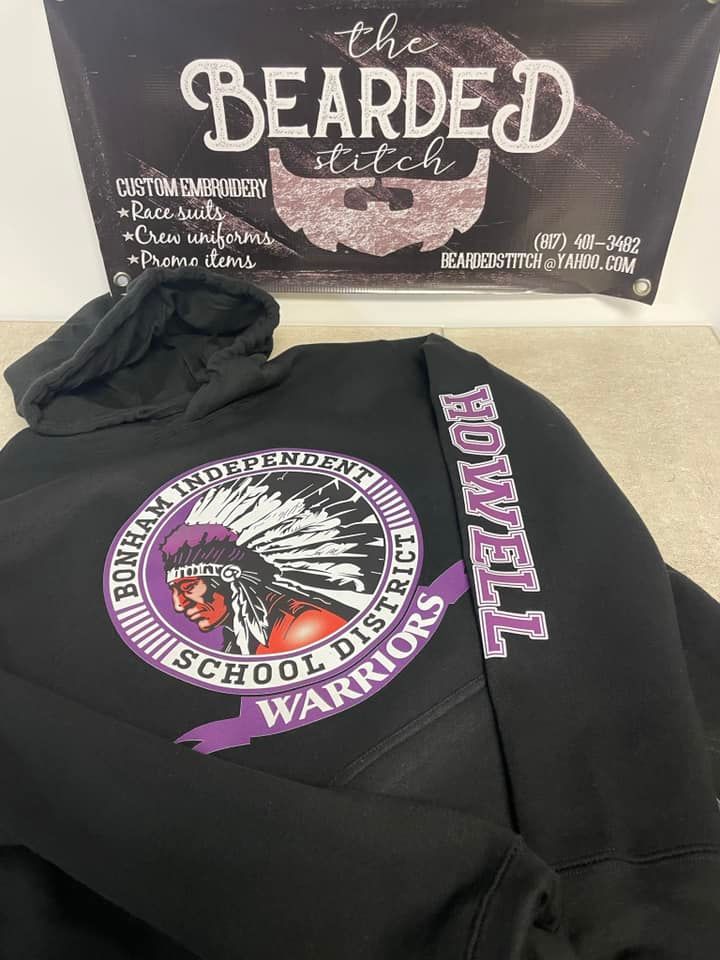 the
BEARDED
stitch
CUSTOM EMBROIDERY
★Race suits
★Crew uniforms
★Promo items
(817) 401-3482
BEARDEDSTITCH@YAHOO.COM
BONHAM INDEPENDENT
SCHOOL DISTRICT
WARRIORS
HOWELL